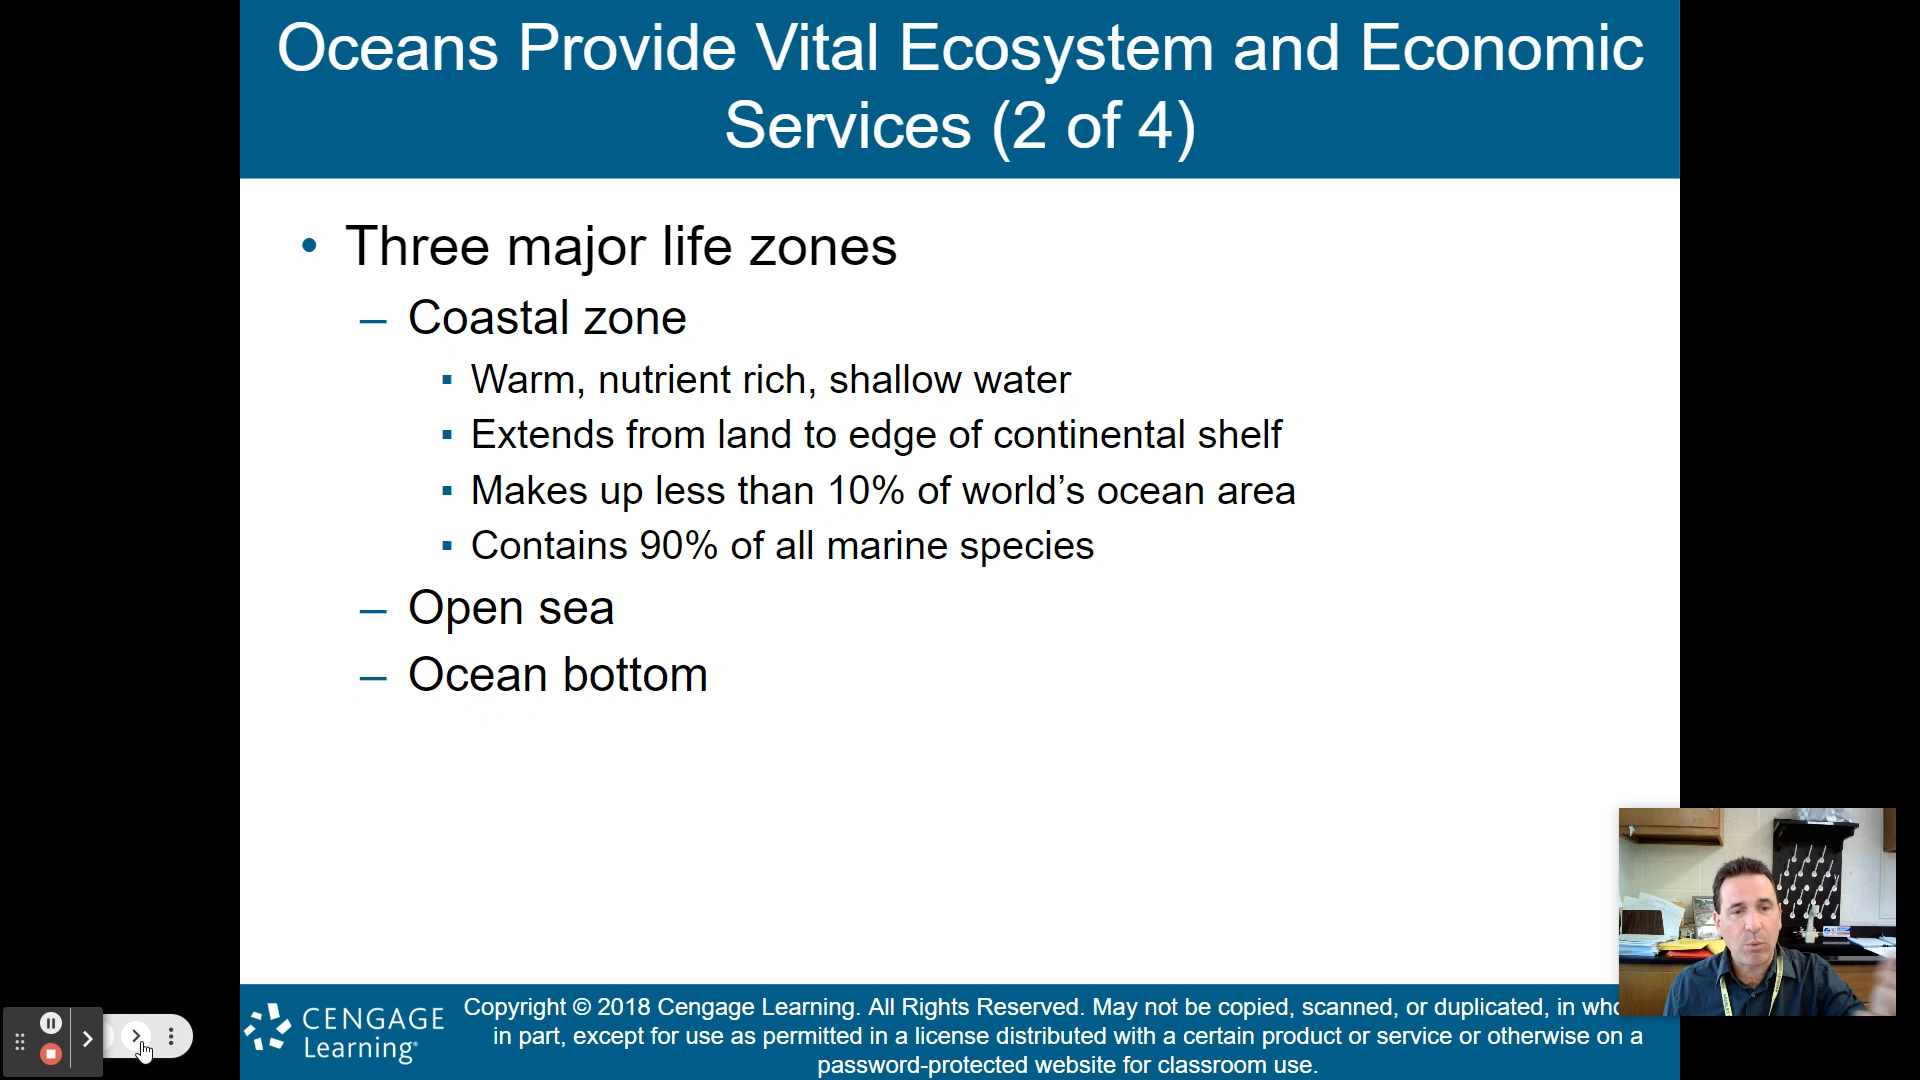 Oceans Provide Vital Ecosystem and Economic
Services (2 of 4)
• Three major life zones
– Coastal zone
▪ Warm, nutrient rich, shallow water
▪ Extends from land to edge of continental shelf
▪ Makes up less than 10% of world’s ocean area
▪ Contains 90% of all marine species
– Open sea
– Ocean bottom
CENGAGE
Learning®
Copyright © 2018 Cengage Learning. All Rights Reserved. May not be copied, scanned, or duplicated, in
in part, except for use as permitted in a license distributed with a certain product or service or otherwise on a
password-protected website for classroom use.